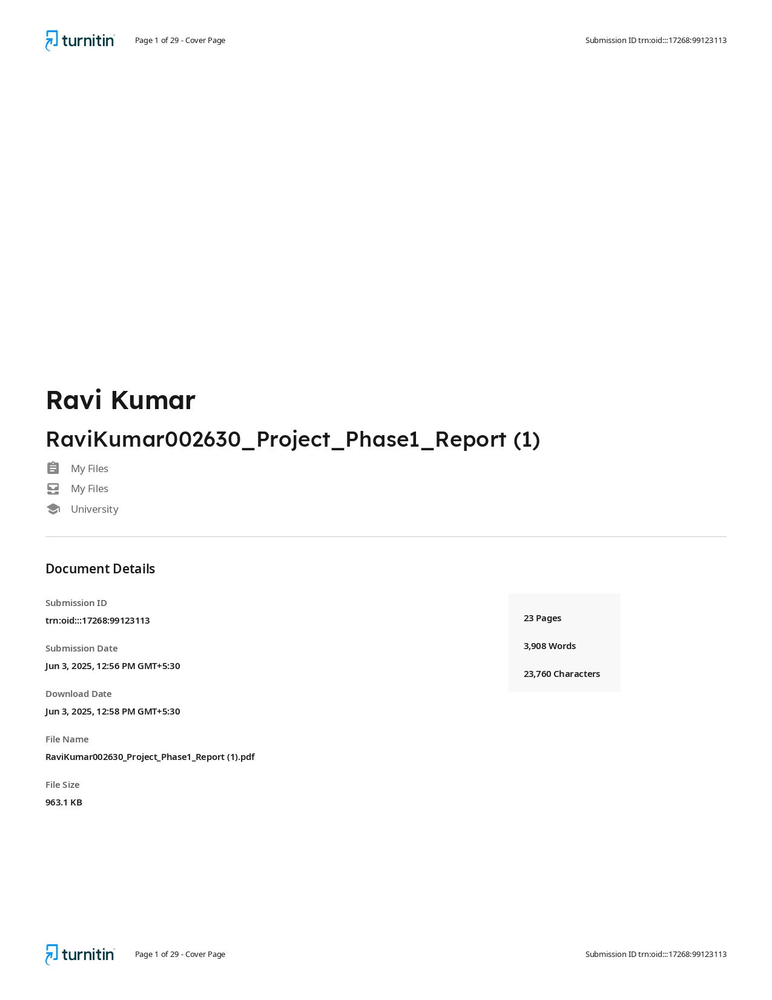 turnitin Page 1 of 29 - Cover Page Submission ID trn:oid:::17268:99123113
Ravi Kumar
RaviKumar002630_Project_Phase1_Report (1)
My Files
My Files
University
Document Details
Submission ID
trn:oid:::17268:99123113
Submission Date
Jun 3, 2025, 12:56 PM GMT+5:30
Download Date
Jun 3, 2025, 12:58 PM GMT+5:30
File Name
RaviKumar002630_Project_Phase1_Report (1).pdf
File Size
963.1 KB
23 Pages
3,908 Words
23,760 Characters
turnitin Page 1 of 29 - Cover Page Submission ID trn:oid:::17268:99123113